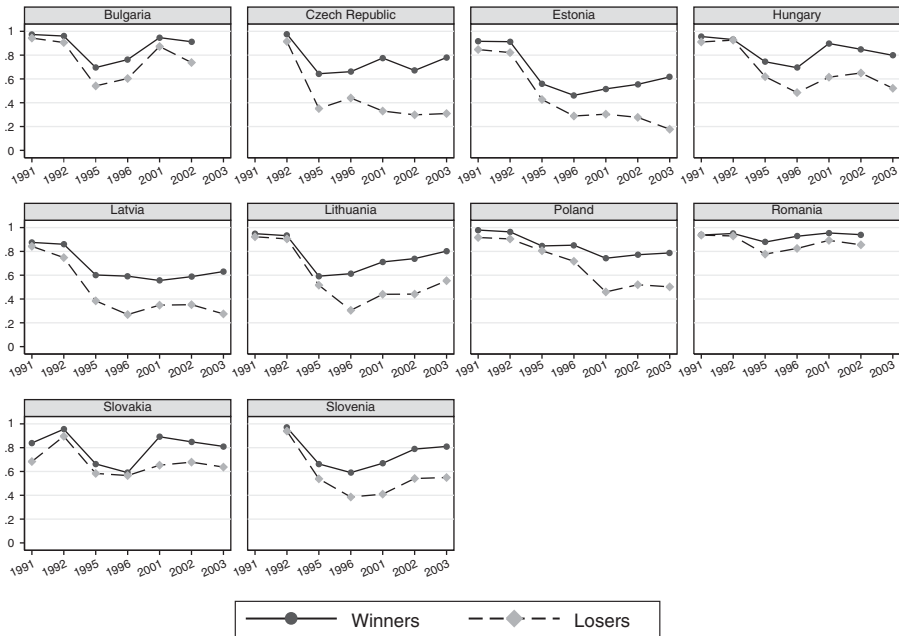 Bulgaria Czech Republic Estonia Hungary
1 .8 .6 .4 .2 0
1991 1992 1995 1996 2001 2002 2003 1991 1992 1995 1996 2001 2002 2003 1991 1992 1995 1996 2001 2002 2003 1991 1992 1995 1996 2001 2002 2003
Latvia Lithuania Poland Romania
1 .8 .6 .4 .2 0
1991 1992 1995 1996 2001 2002 2003 1991 1992 1995 1996 2001 2002 2003 1991 1992 1995 1996 2001 2002 2003 1991 1992 1995 1996 2001 2002 2003
Slovakia Slovenia
1 .8 .6 .4 .2 0
1991 1992 1995 1996 2001 2002 2003 1991 1992 1995 1996 2001 2002 2003
Winners Losers